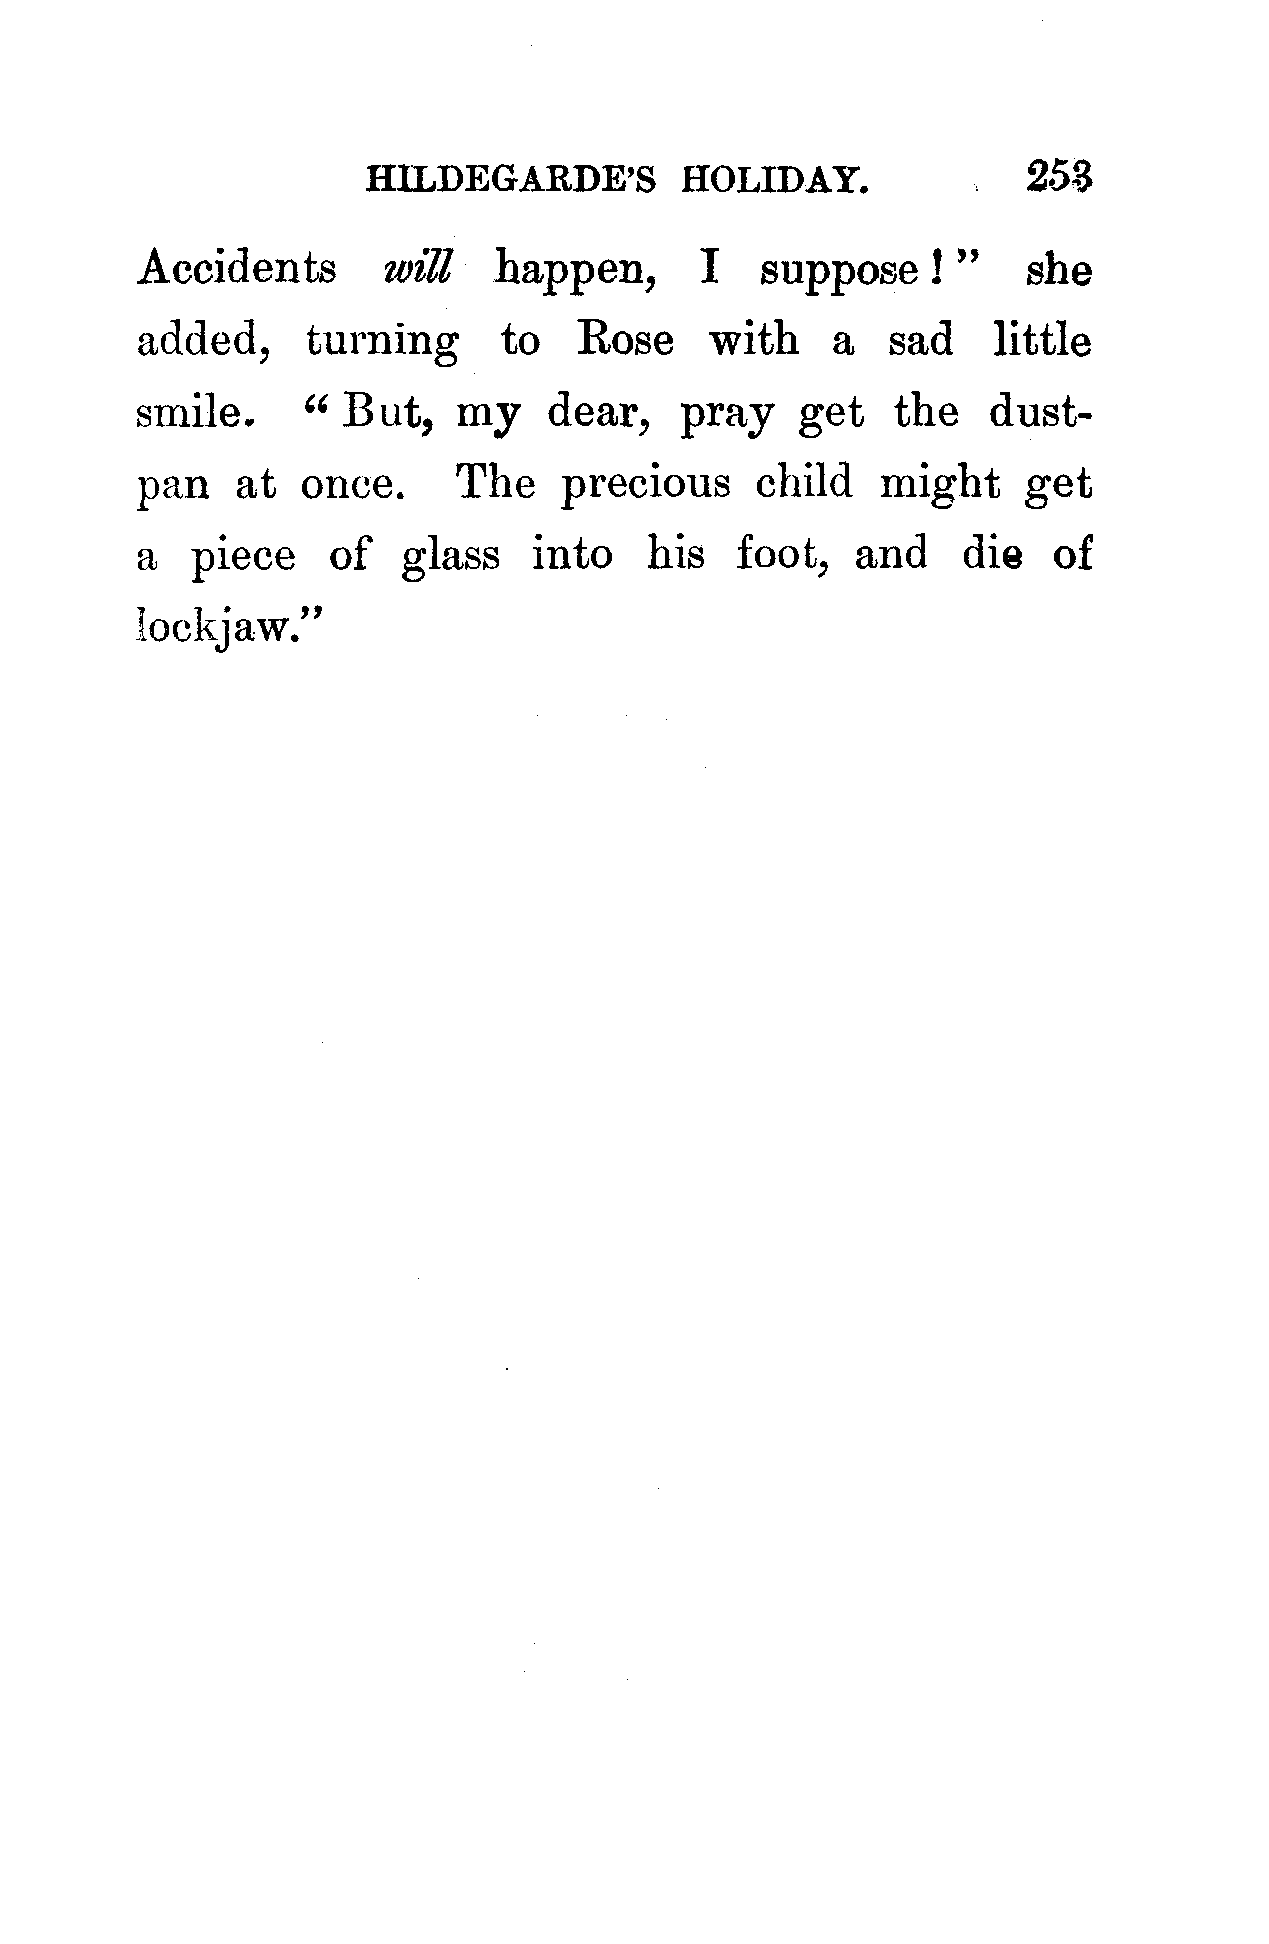 HILDEGARDE'S HOLIDAY. 253
Accidents will happen, I suppose!" she
added, turning to Rose with a sad little
smile. "But, my dear, pray get the dust-
pan at once. The precious child might get
a piece of glass into his foot, and die of
lockjaw."